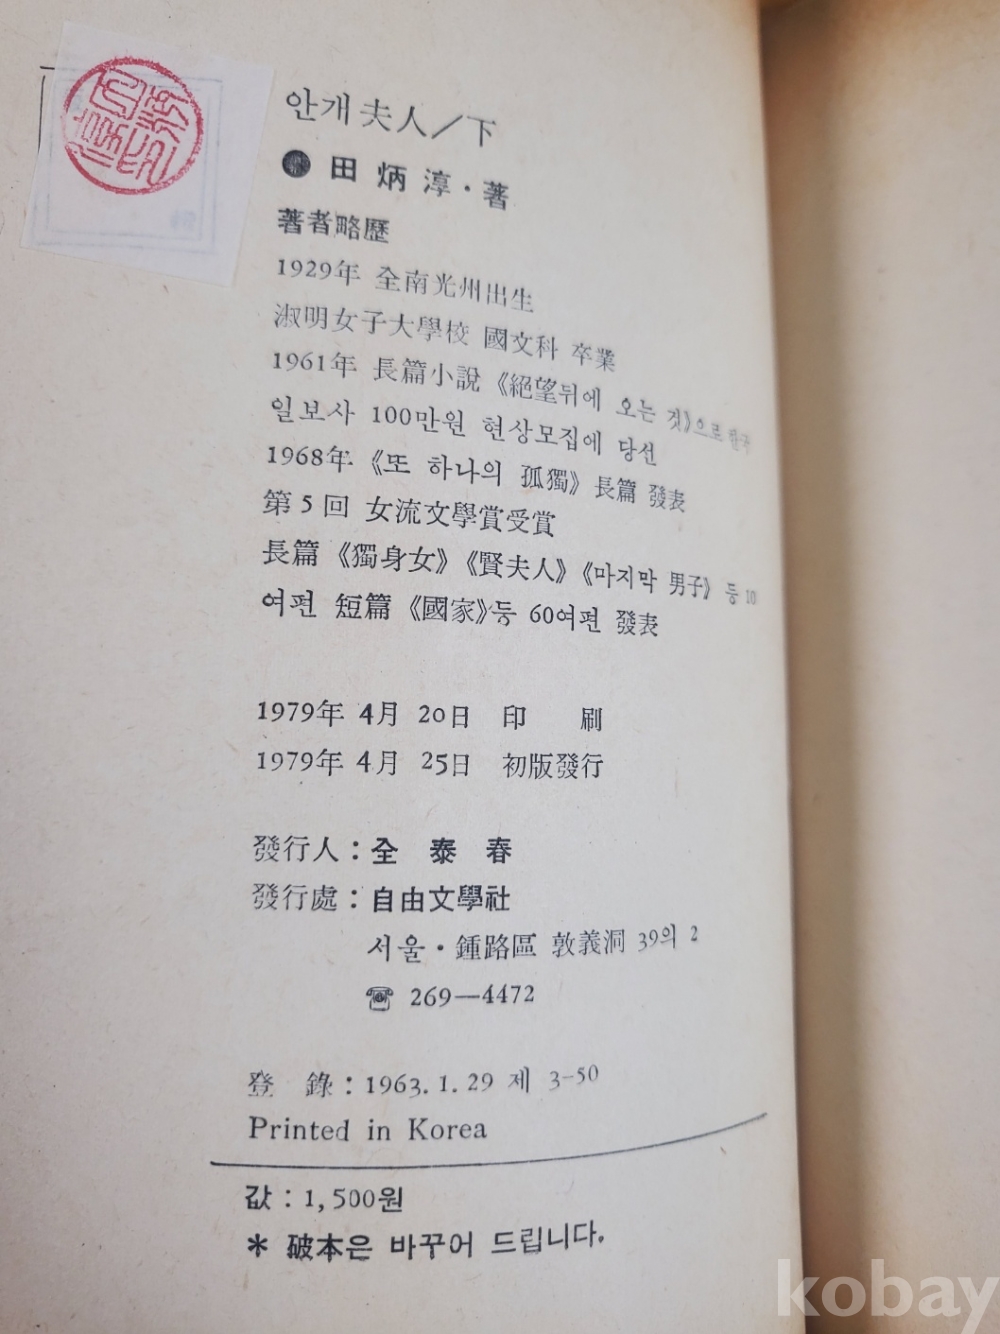 안개夫人／下
田炳淳·著
著者略歷
1929年 全南光州出生
淑明女子大學校 國文科 卒業
1961年 長篇小說 《絕望뒤에 오는 것》으로 한국
일보사 100만원 현상모집에 당선
1968年 《또 하나의 孤獨》 長篇 發表
第5回 女流文學賞受賞
長篇 《獨身女》《賢夫人》《마지막 男子》 등 10
여편 短篇 《國家》등 60여편 發表
1979年 4月 20日 印 刷
1979年 4月 25日 初版發行
發行人：全 泰 春
發行處：自由文學社
서울·鍾路區 敦義洞 39의 2
☎ 269—4472
登 錄：1963. 1. 29 제 3-50
Printed in Korea
값：1,500원
* 破本은 바꾸어 드립니다.
kobay